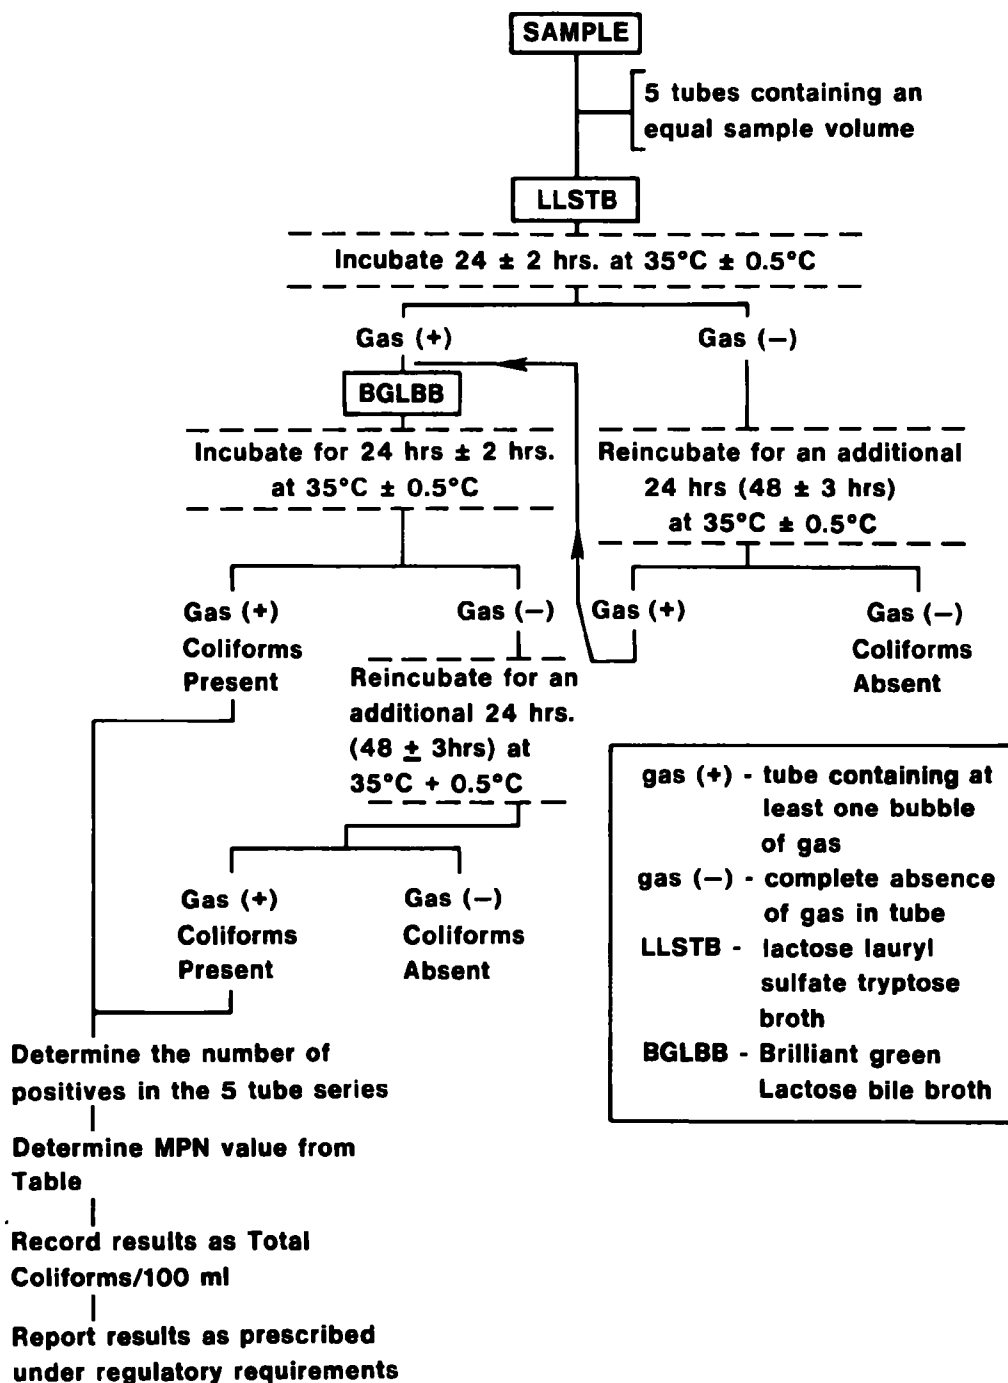 SAMPLE
5 tubes containing an
equal sample volume
LLSTB
Incubate 24 ± 2 hrs. at 35°C ± 0.5°C
Gas (+)
Gas (−)
BGLBB
Incubate for 24 hrs ± 2 hrs.
at 35°C ± 0.5°C
Reincubate for an additional
24 hrs (48 ± 3 hrs)
at 35°C ± 0.5°C
Gas (+)
Coliforms
Present
Gas (−)
Gas (+)
Gas (−)
Coliforms
Absent
Reincubate for an
additional 24 hrs.
(48 ± 3hrs) at
35°C + 0.5°C
Gas (+)
Coliforms
Present
Gas (−)
Coliforms
Absent
gas (+) - tube containing at
least one bubble
of gas
gas (−) - complete absence
of gas in tube
LLSTB - lactose lauryl
sulfate tryptose
broth
BGLBB - Brilliant green
Lactose bile broth
Determine the number of
positives in the 5 tube series
Determine MPN value from
Table
Record results as Total
Coliforms/100 ml
Report results as prescribed
under regulatory requirements